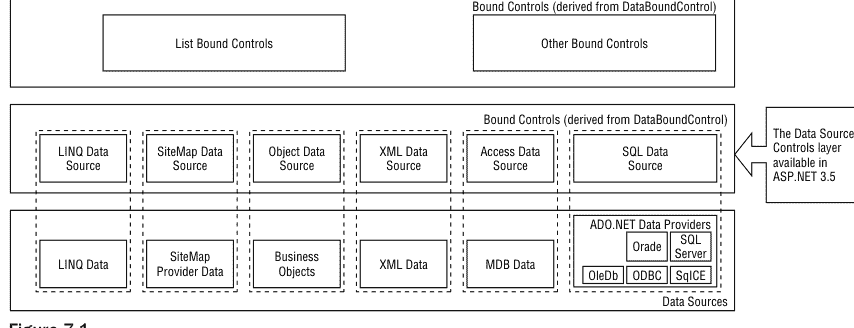 Bound Controls (derived from DataBoundControl)
List Bound Controls
Other Bound Controls
Bound Controls (derived from DataBoundControl)
LINQ Data
Source
SiteMap Data
Source
Object Data
Source
XML Data
Source
Access Data
Source
SQL Data
Source
The Data Source
Controls layer
available in
ASP.NET 3.5
ADO.NET Data Providers
Orade
SQL
Server
OleDb
ODBC
SqICE
LINQ Data
SiteMap
Provider Data
Business
Objects
XML Data
MDB Data
Data Sources
Figure 7-1